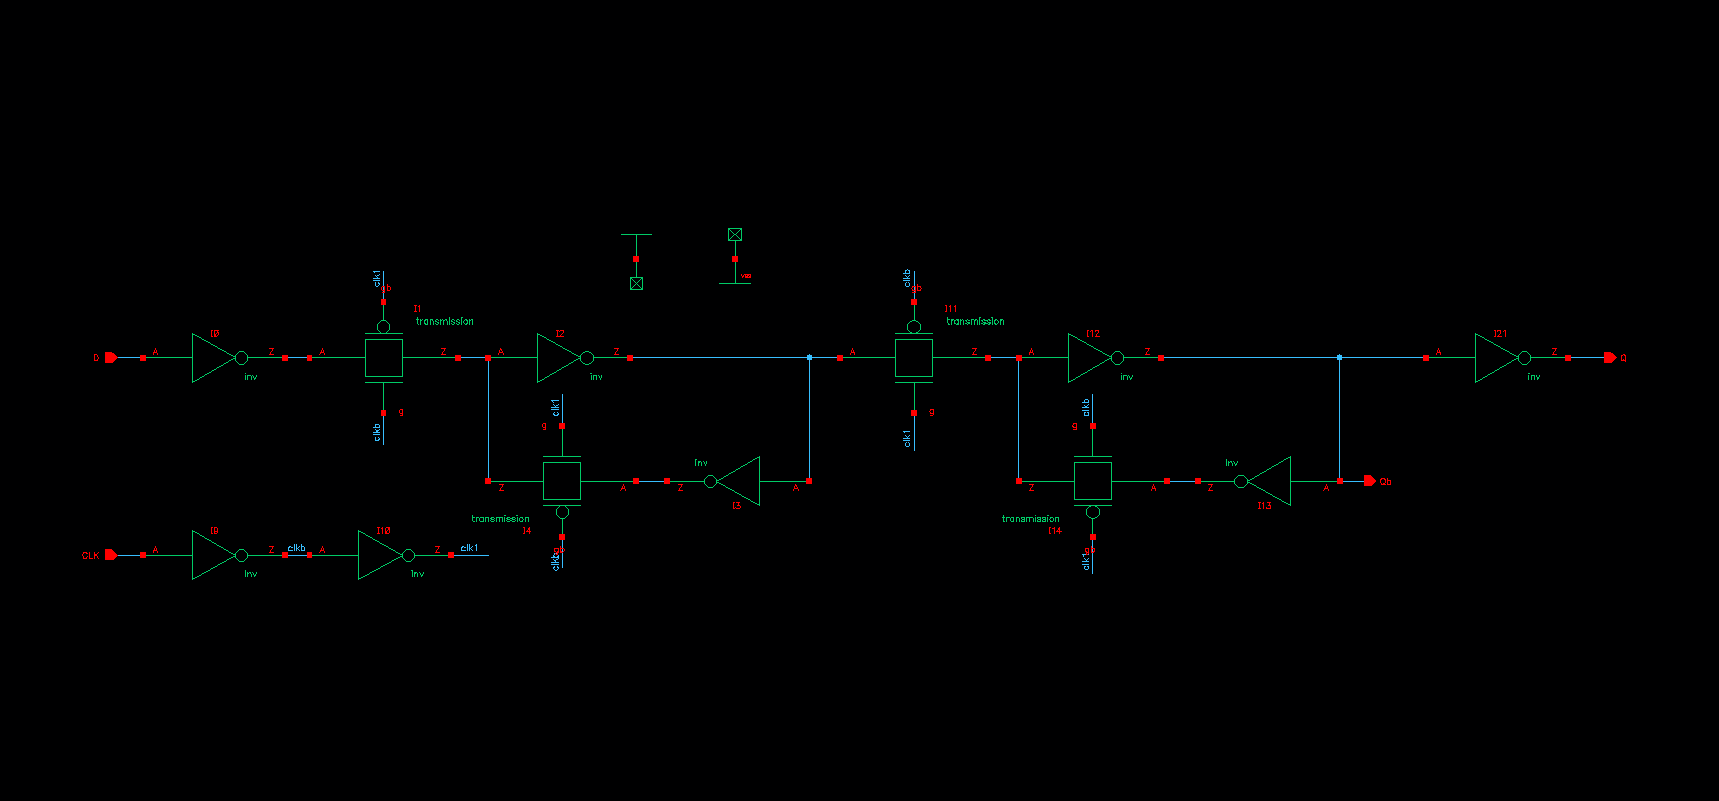 vss
clk1
gb
I1
transmission
clkb
gb
I11
transmission
D
A
I0
Z
inv
A
Z
A
I2
Z
inv
A
Z
A
I12
Z
inv
A
I21
Z
inv
Q
g
clkb
clk1
g
g
clk1
clkb
g
Z
A
transmission
I4
gb
clkb
inv
Z
A
I3
Z
A
transmission
I14
gb
clk1
inv
Z
A
I13
Qb
CLK
A
Z
inv
clkb
A
I10
Z
inv
clk1